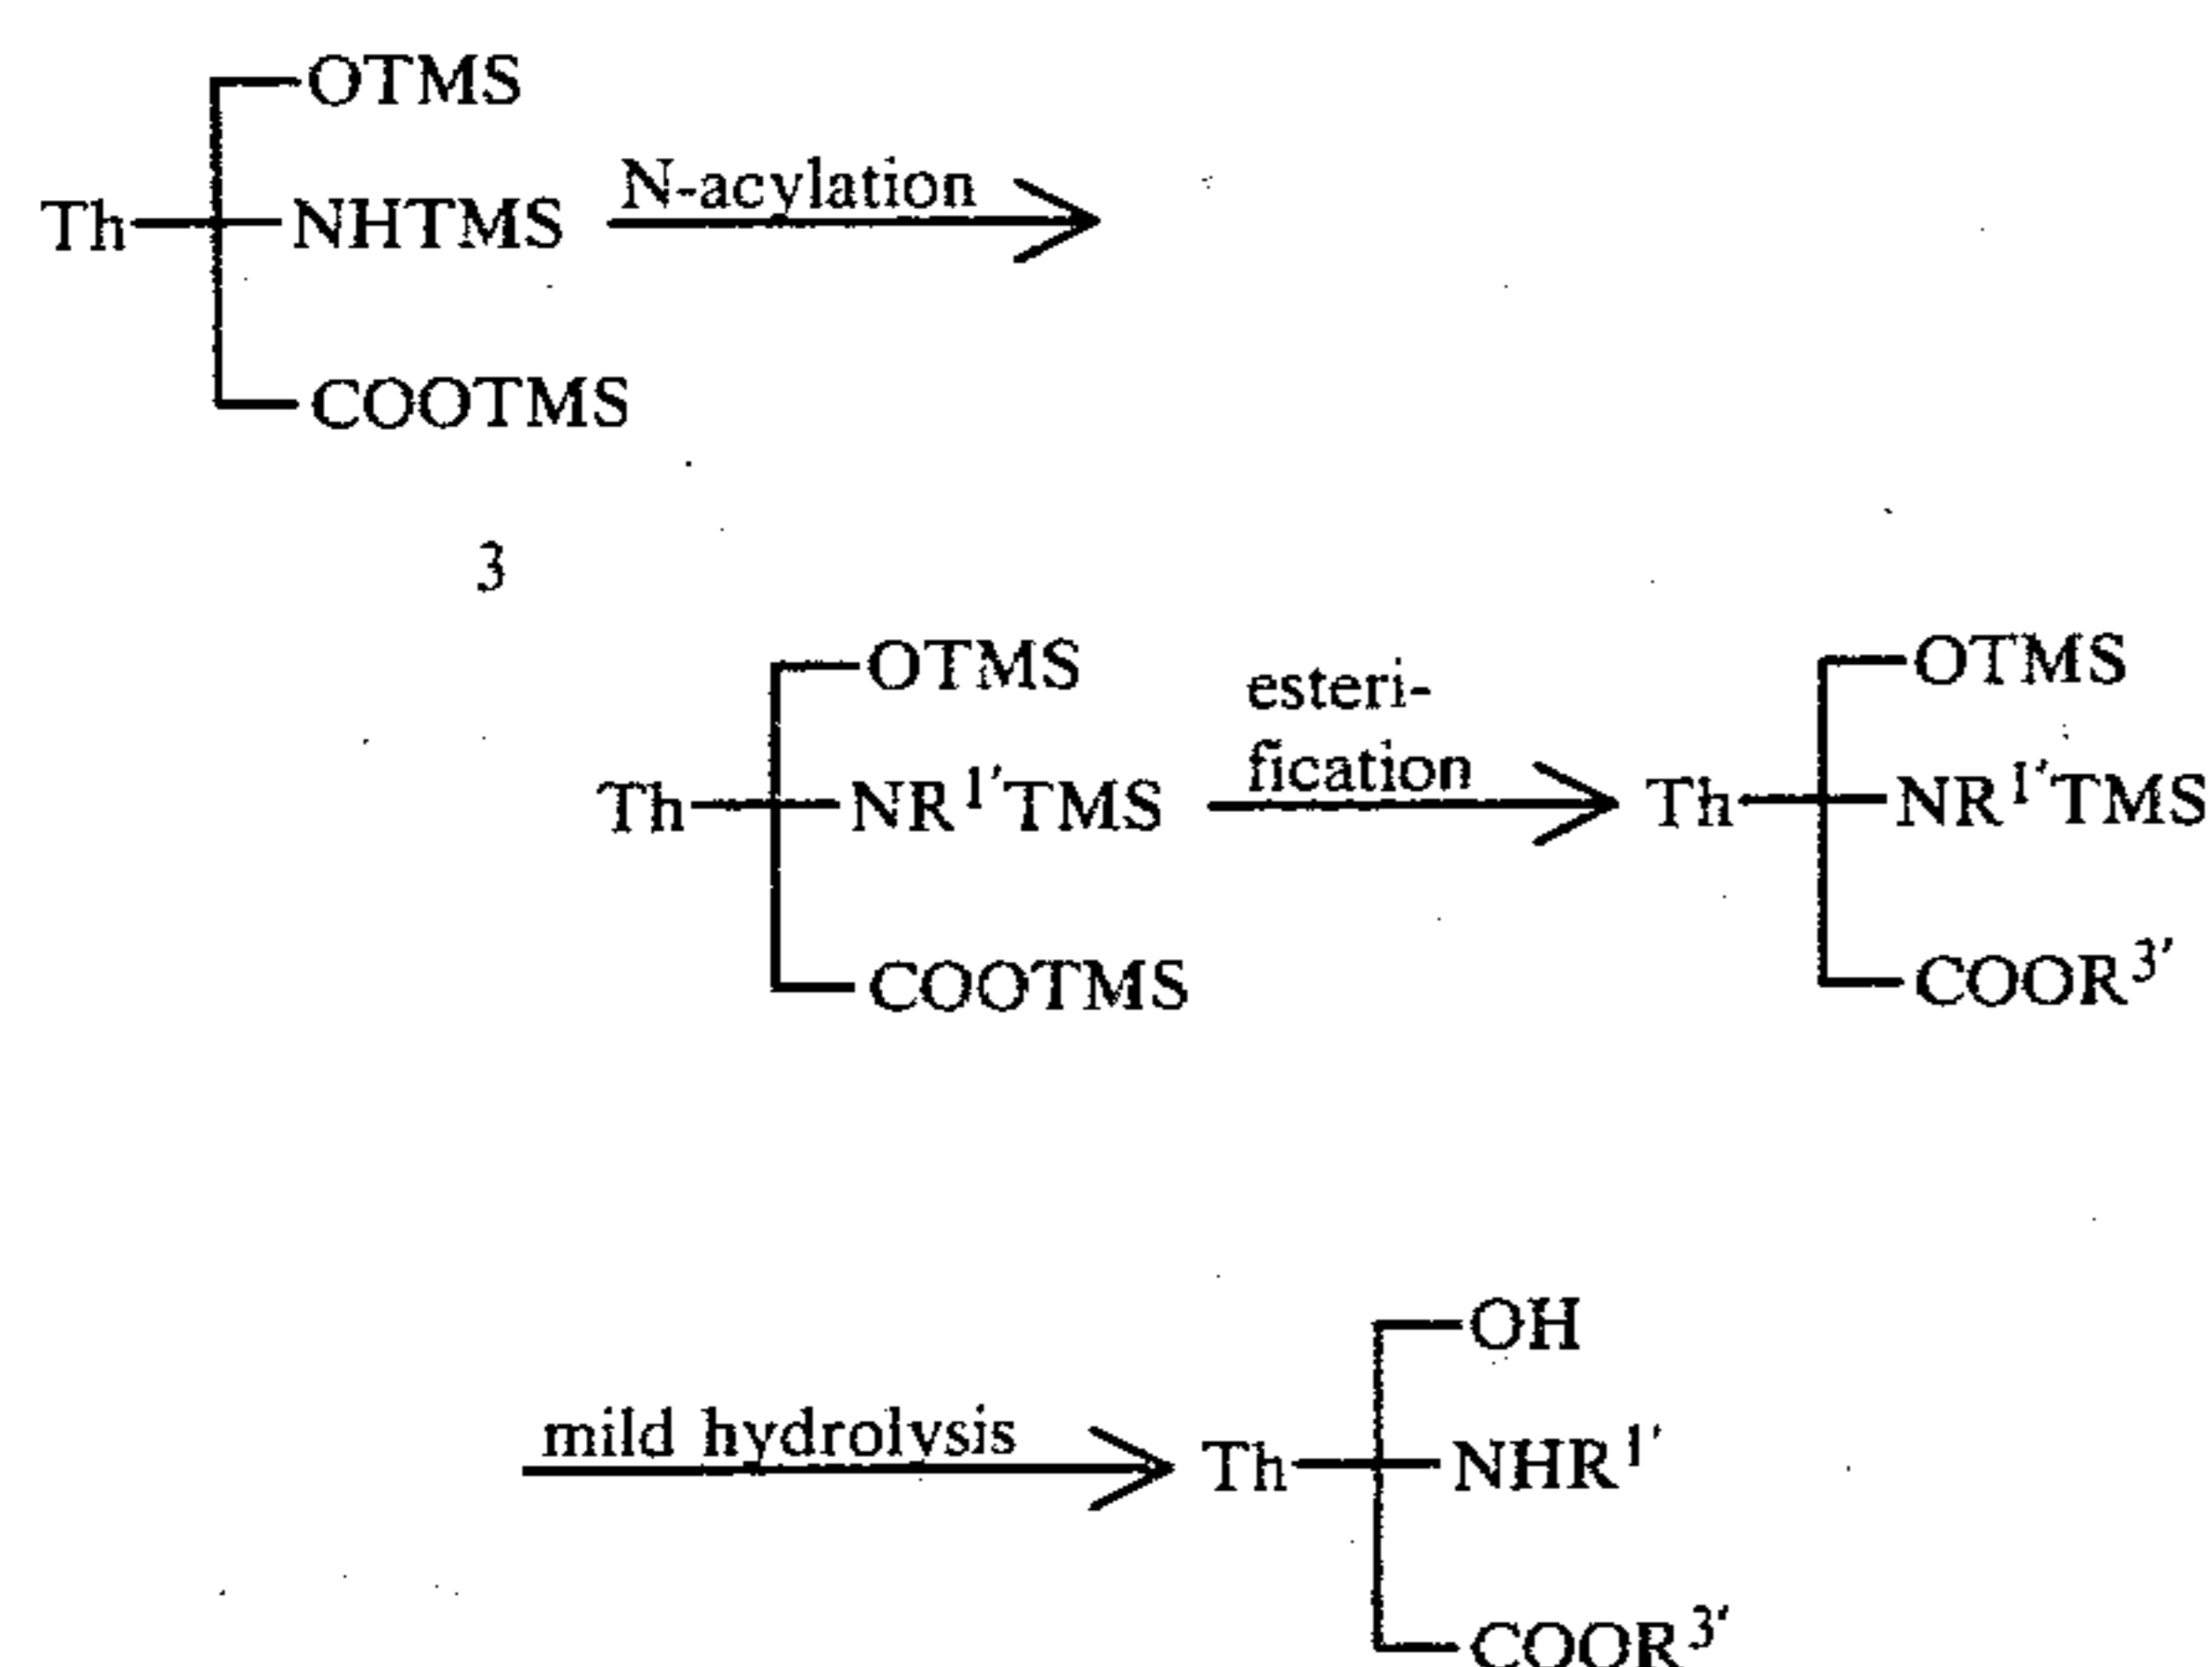 OTMS
Th NHTMS N-acylation
COOTMS
3
OTMS esteri- OTMS
fication
Th NR1'TMS Th NR1'TMS
COOTMS COOR3'
OH
mild hydrolysis Th NHR1'
COOR3'